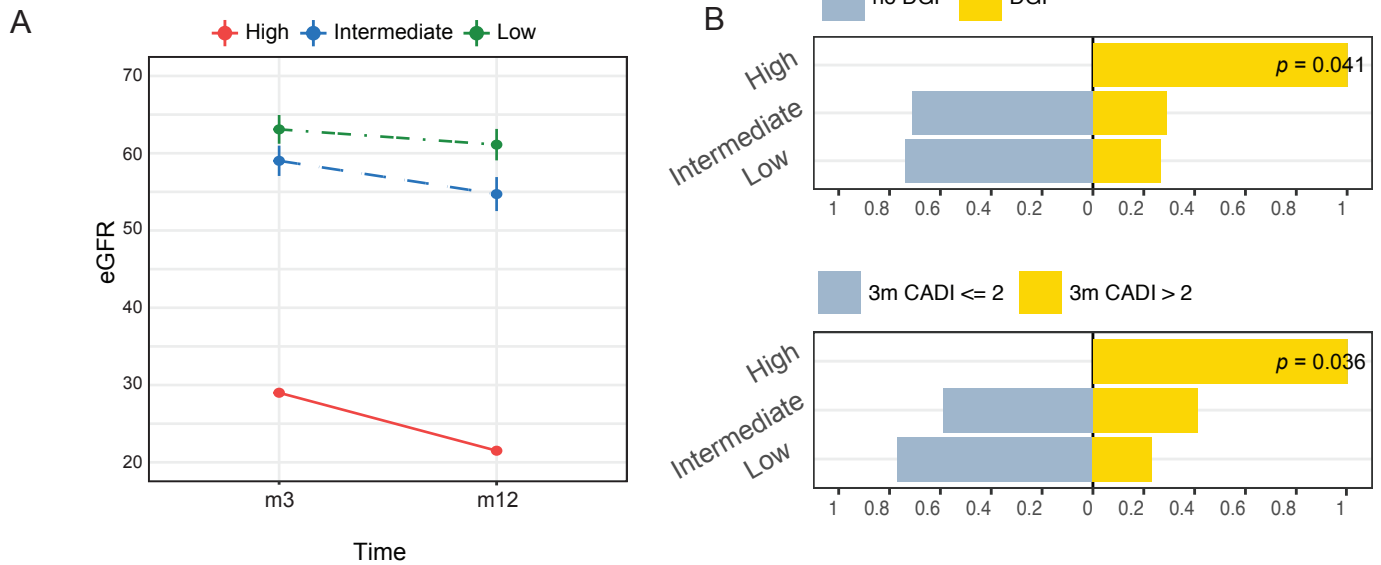 A
High Intermediate Low
70
60
50
40
30
20
eGFR
m3 m12
Time
B
no DGF DGF
High
Intermediate
Low
p = 0.041
1 0.8 0.6 0.4 0.2 0 0.2 0.4 0.6 0.8 1
3m CADI <= 2 3m CADI > 2
High
Intermediate
Low
p = 0.036
1 0.8 0.6 0.4 0.2 0 0.2 0.4 0.6 0.8 1